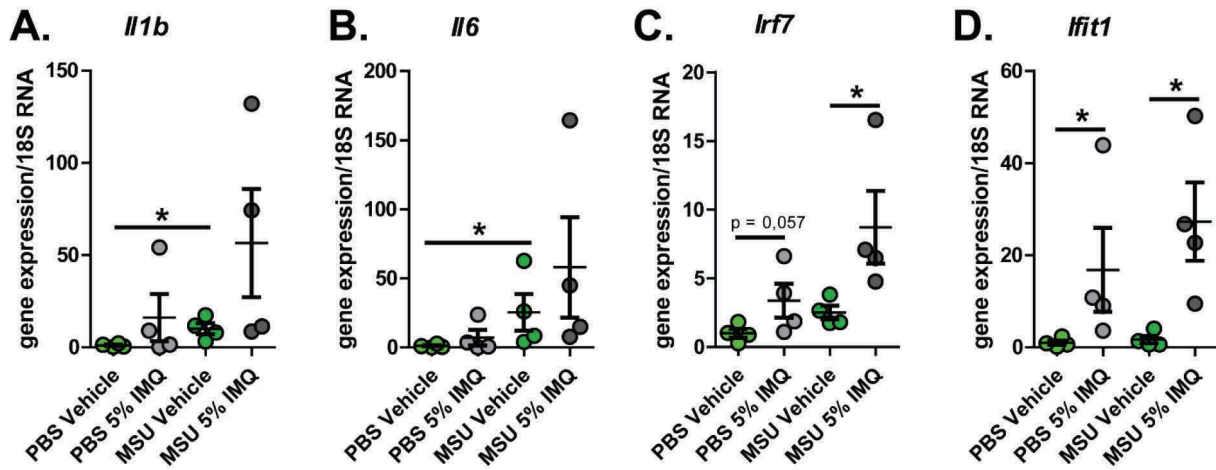 A. Il1b
gene expression/18S RNA
150
100
50
0
*
PBS Vehicle
PBS 5% IMQ
MSU Vehicle
MSU 5% IMQ
B. Il6
gene expression/18S RNA
200
150
100
50
0
*
PBS Vehicle
PBS 5% IMQ
MSU Vehicle
MSU 5% IMQ
C. Irf7
gene expression/18S RNA
20
15
10
5
0
p = 0,057
*
PBS Vehicle
PBS 5% IMQ
MSU Vehicle
MSU 5% IMQ
D. Ifit1
gene expression/18S RNA
60
40
20
0
*
*
PBS Vehicle
PBS 5% IMQ
MSU Vehicle
MSU 5% IMQ